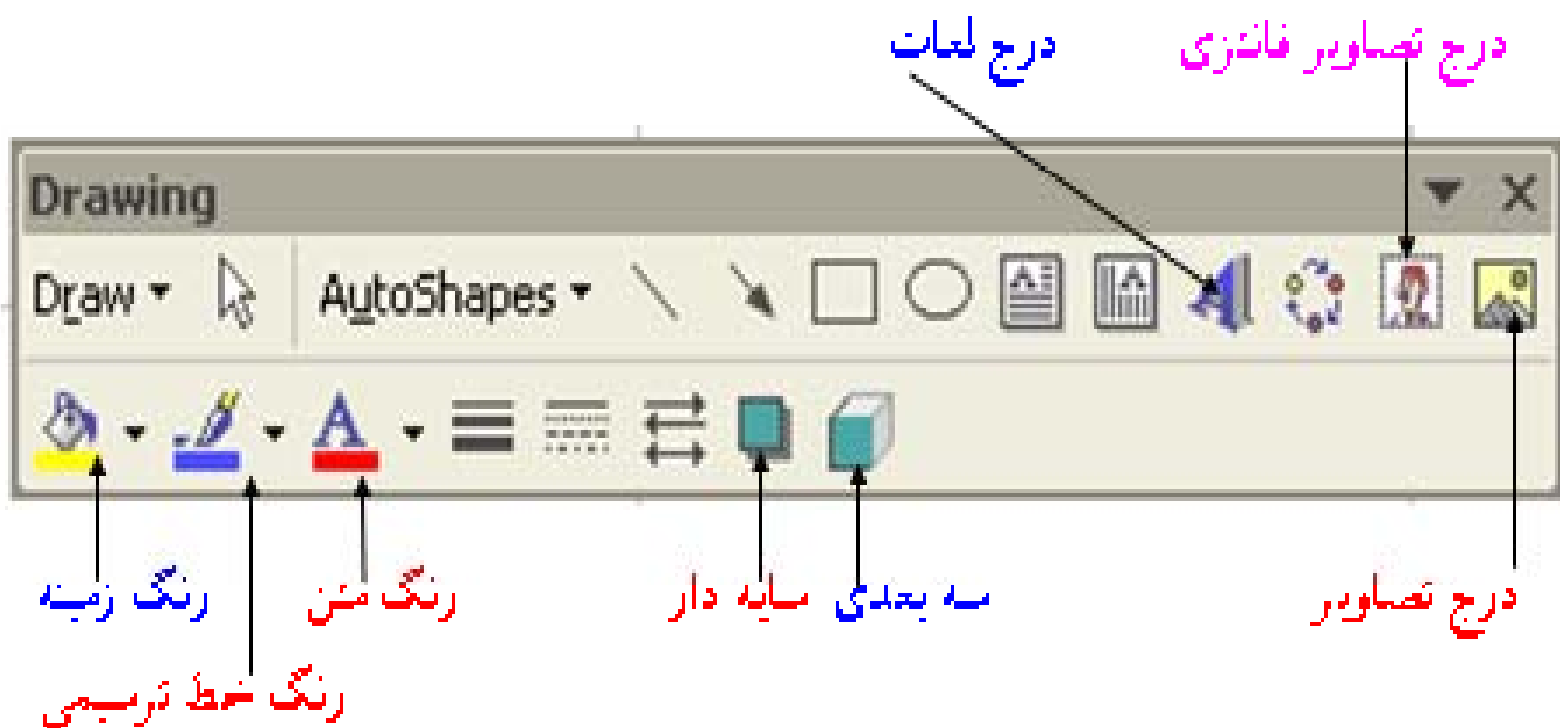 درج لعات
درج تصاویر فانتزی
Drawing
Draw
AutoShapes
رنگ زمینه
رنگ متن
سایه دار
سه بعدی
درج تصاویر
رنگ خط ترسیمی